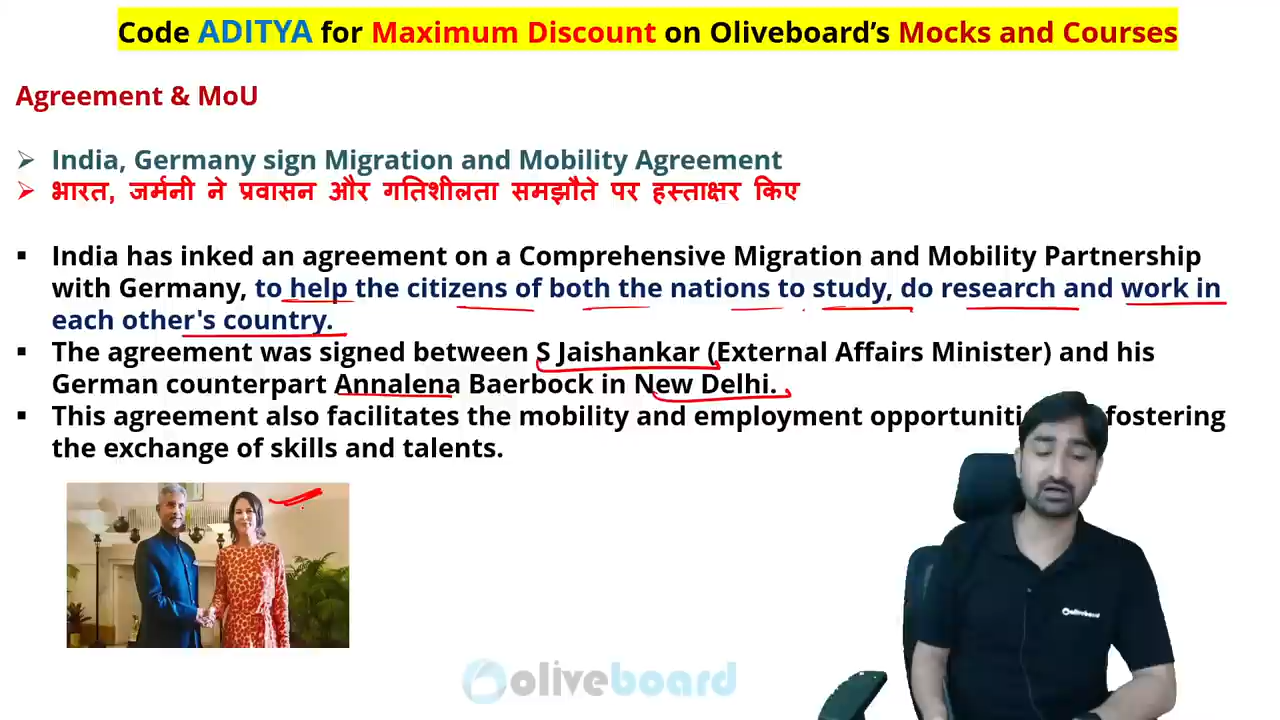 Code ADITYA for Maximum Discount on Oliveboard’s Mocks and Courses
Agreement & MoU
India, Germany sign Migration and Mobility Agreement
भारत, जर्मनी ने प्रवासन और गतिशीलता समझौते पर हस्ताक्षर किए
India has inked an agreement on a Comprehensive Migration and Mobility Partnership
with Germany, to help the citizens of both the nations to study, do research and work in
each other's country.
The agreement was signed between S Jaishankar (External Affairs Minister) and his
German counterpart Annalena Baerbock in New Delhi.
This agreement also facilitates the mobility and employment fostering
the exchange of skills and talents.
oliveboard
oliveboard